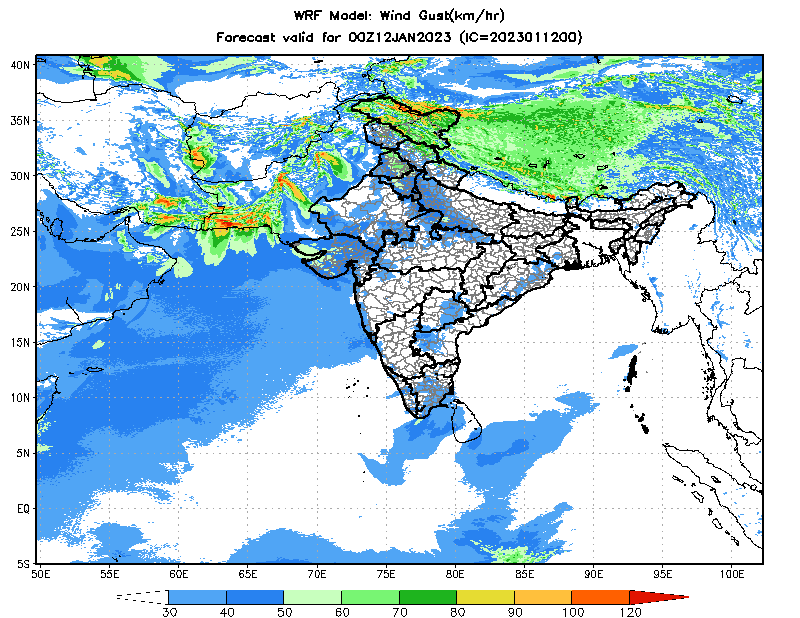 WRF Model: Wind Gust(km/hr)
Forecast valid for 00Z12JAN2023 (IC=2023011200)
40N
35N
30N
25N
20N
15N
10N
5N
EQ
5S
50E 55E 60E 65E 70E 75E 80E 85E 90E 95E 100E
30 40 50 60 70 80 90 100 120